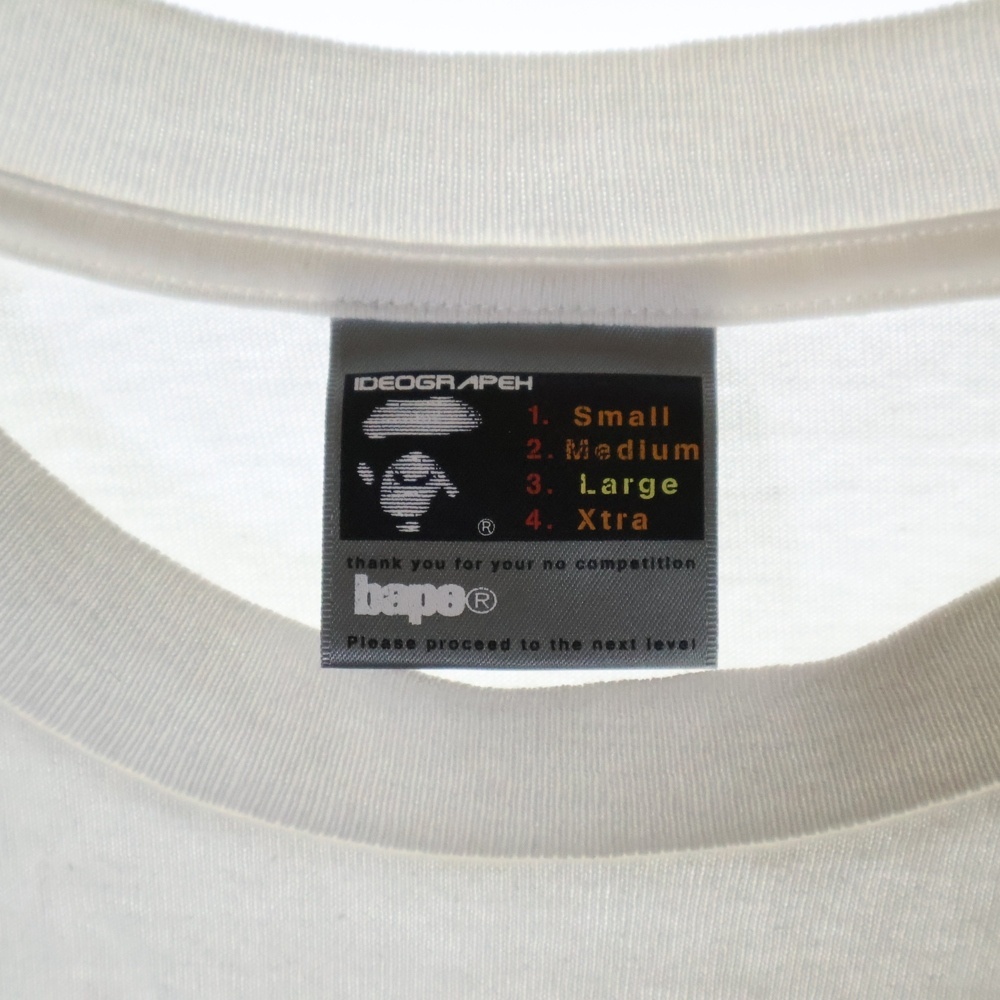 IDEOGRAPEH
1. Small
2. Medium
3. Large
4. Xtra
®
thank you for your no competition
bape®
Please proceed to the next level